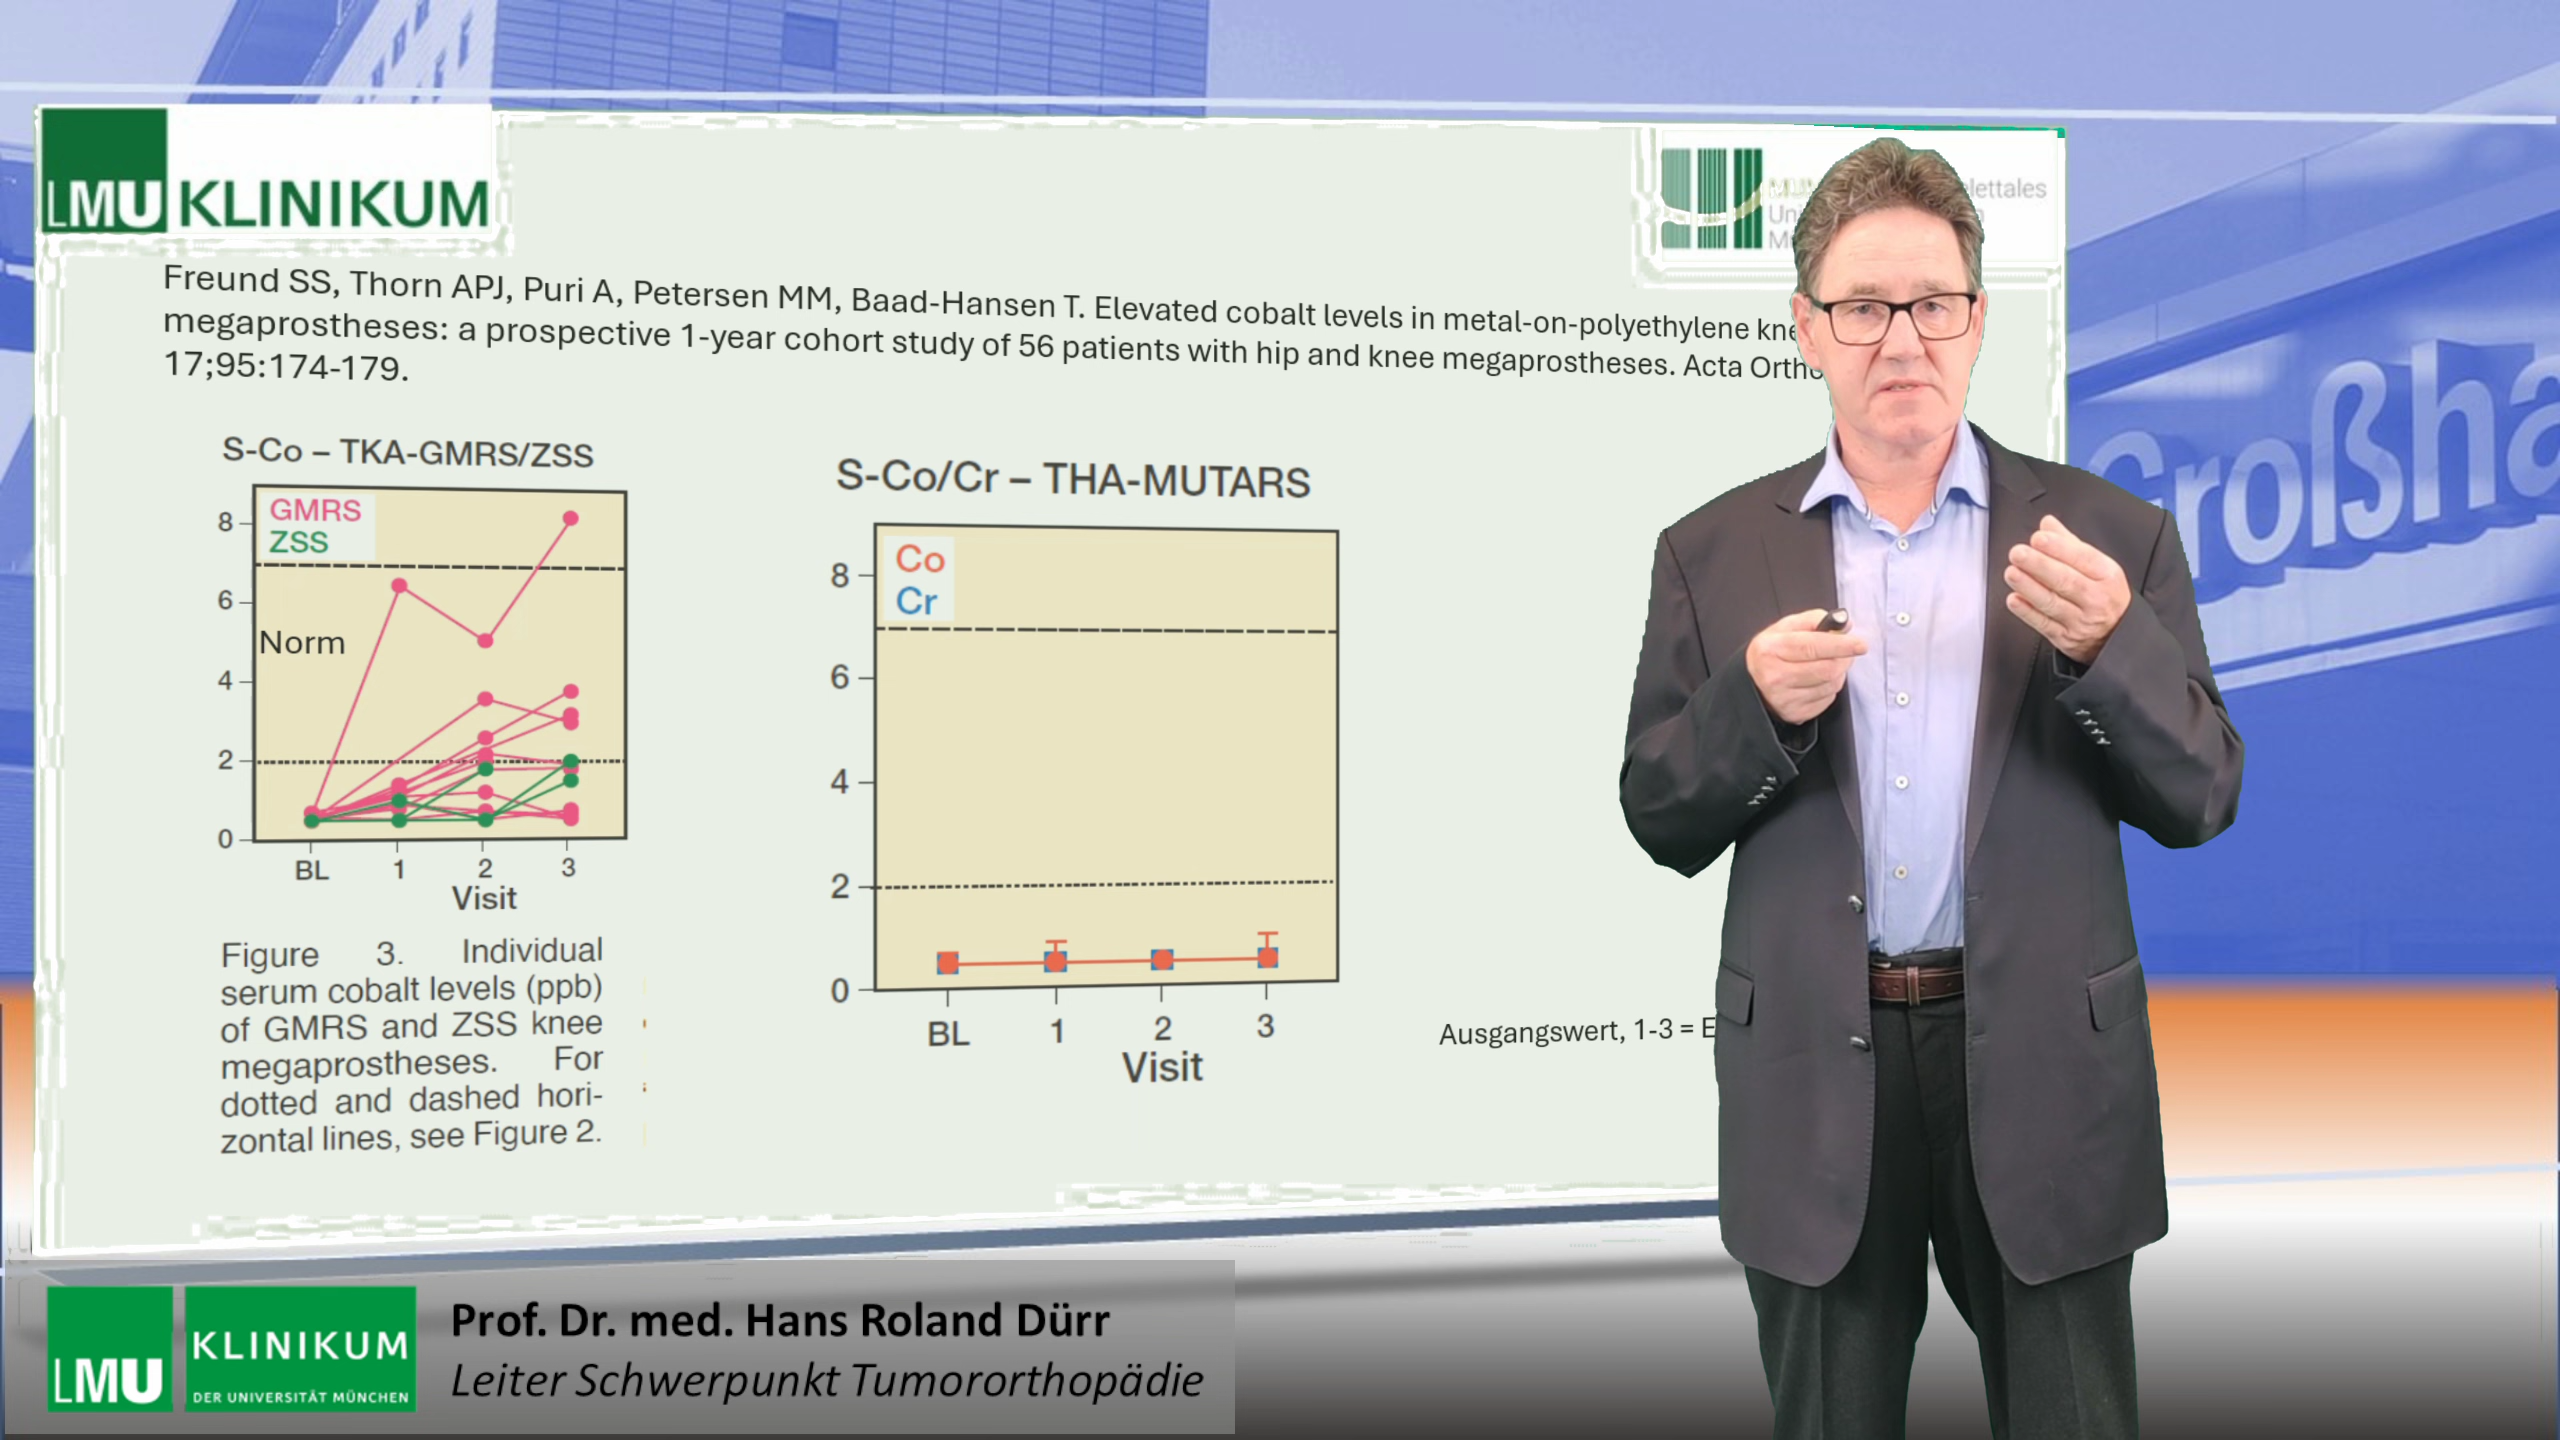 LMU KLINIKUM
lettales
Freund SS, Thorn APJ, Puri A, Petersen MM, Baad-Hansen T. Elevated cobalt levels in metal-on-polyethylene
megaprostheses: a prospective 1-year cohort study of 56 patients with hip and knee megaprostheses. Acta
17;95:174-179.
S-Co – TKA-GMRS/ZSS
GMRS
ZSS
8
6
Norm
4
2
0
BL 1 2 3
Visit
Figure 3. Individual
serum cobalt levels (ppb)
of GMRS and ZSS knee
megaprostheses. For
dotted and dashed hori-
zontal lines, see Figure 2.
S-Co/Cr – THA-MUTARS
Co
Cr
8
6
4
2
0
BL 1 2 3
Visit
Ausgangswert, 1-3 =
Großha
LMU KLINIKUM
DER UNIVERSITÄT MÜNCHEN
Prof. Dr. med. Hans Roland Dürr
Leiter Schwerpunkt Tumororthopädie